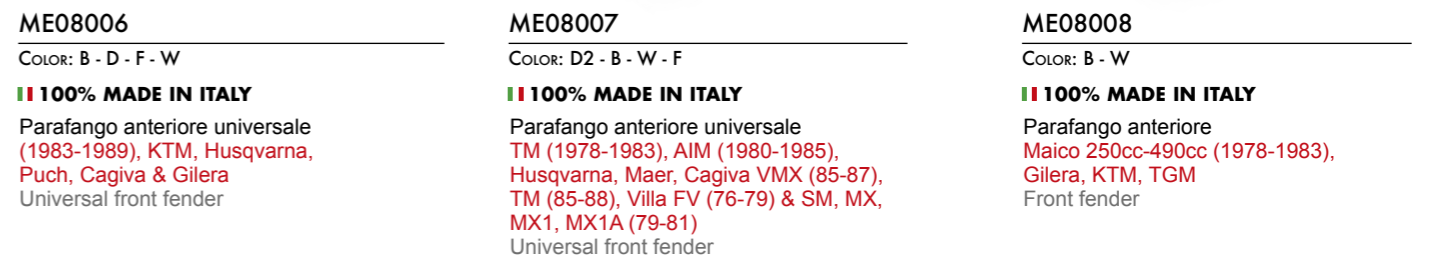 ME08006
COLOR: B - D - F - W
100% MADE IN ITALY
Parafango anteriore universale
(1983-1989), KTM, Husqvarna,
Puch, Cagiva & Gilera
Universal front fender
ME08007
COLOR: D2 - B - W - F
100% MADE IN ITALY
Parafango anteriore universale
TM (1978-1983), AIM (1980-1985),
Husqvarna, Maer, Cagiva VMX (85-87),
TM (85-88), Villa FV (76-79) & SM, MX,
MX1, MX1A (79-81)
Universal front fender
ME08008
COLOR: B - W
100% MADE IN ITALY
Parafango anteriore
Maico 250cc-490cc (1978-1983),
Gilera, KTM, TGM
Front fender